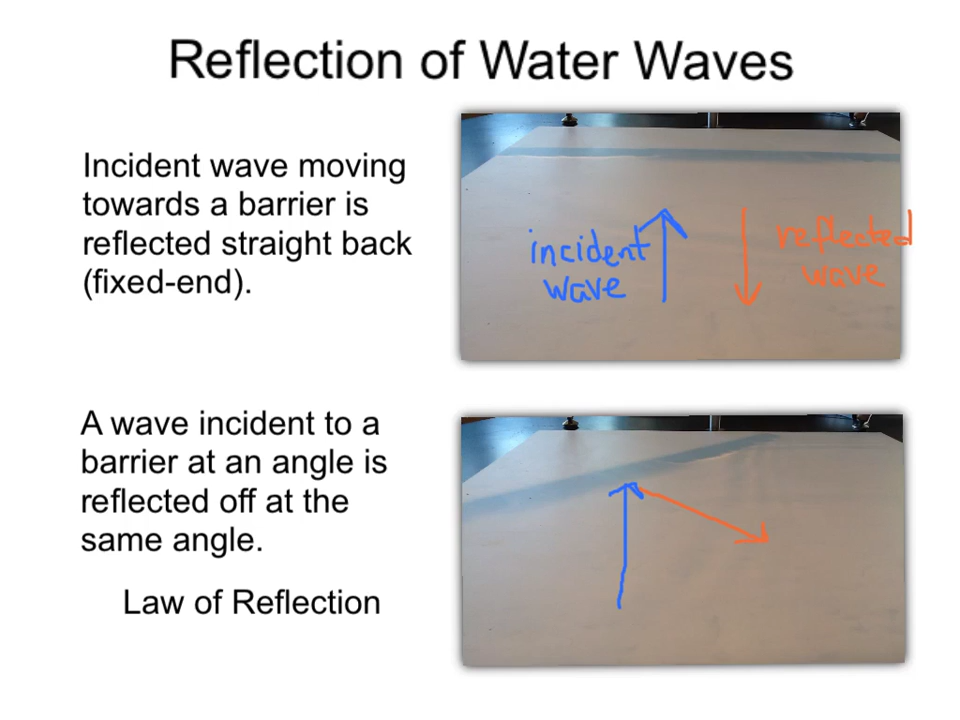 Reflection of Water Waves
Incident wave moving
towards a barrier is
reflected straight back
(fixed-end).
incident
wave
reflected
wave
A wave incident to a
barrier at an angle is
reflected off at the
same angle.
Law of Reflection